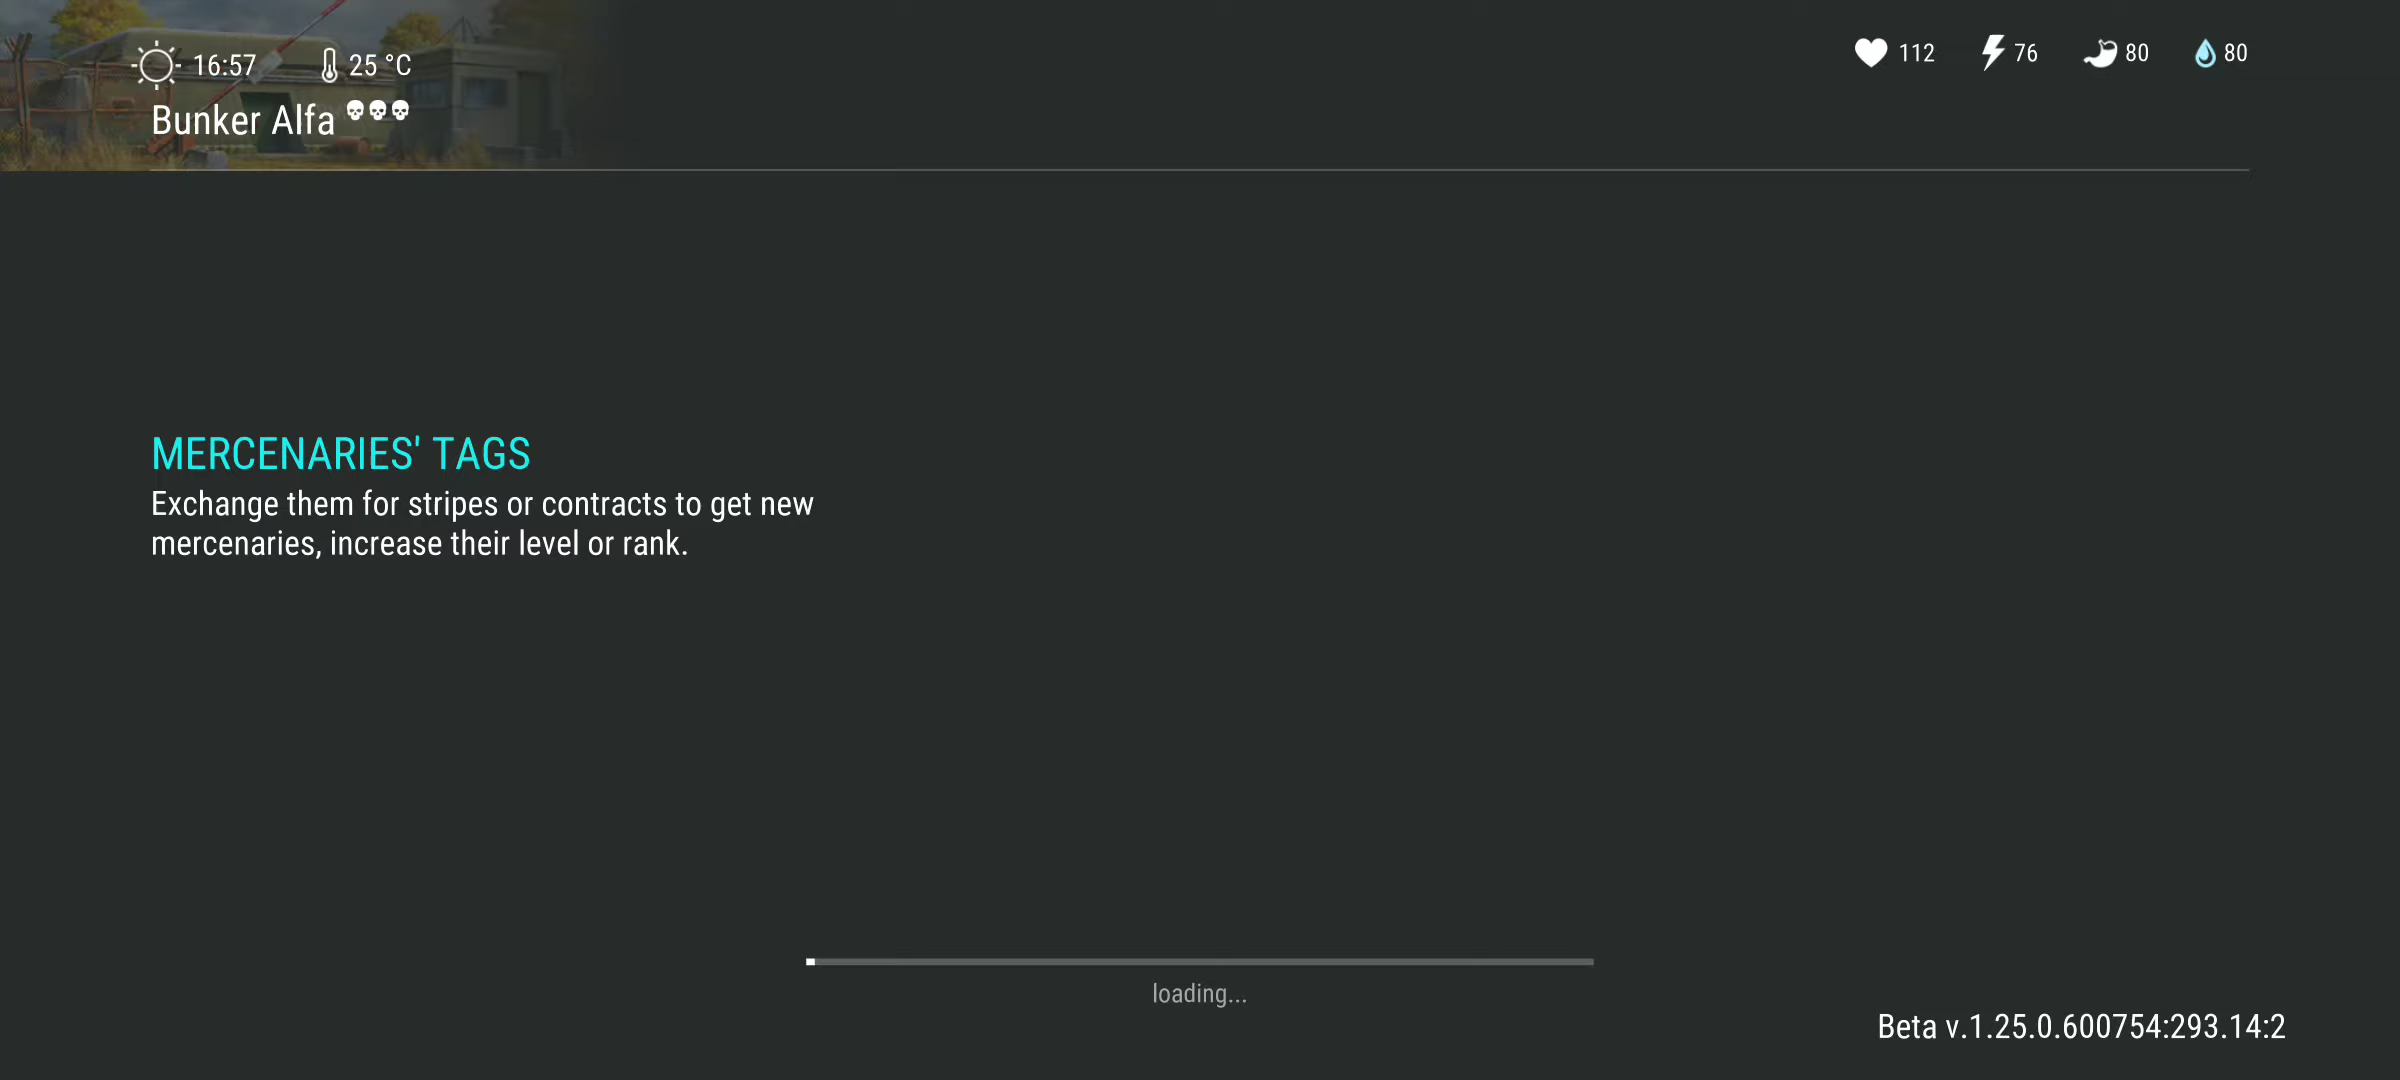 16:57 25 °C
Bunker Alfa
112 76 80 80
MERCENARIES' TAGS
Exchange them for stripes or contracts to get new
mercenaries, increase their level or rank.
loading...
Beta v.1.25.0.600754:293.14:2